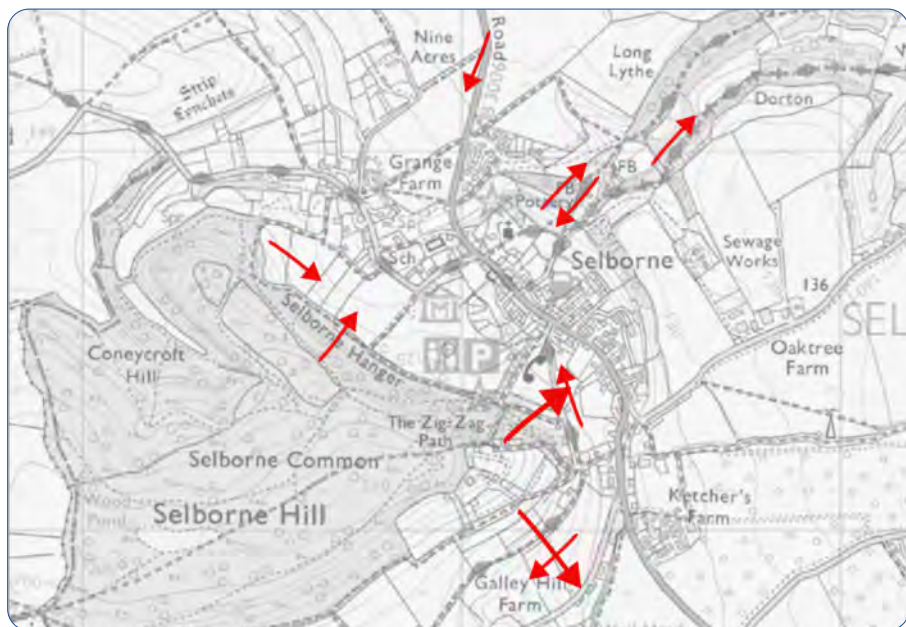 Nine
Acres
Road
Long
Lythe
Strip
Lynchets
Dorton
Grange
Farm
FB
Pottery
Sch
Selborne
Sewage
Works
136
SEL
Selborne Hanger
M
P
Coneycroft
Hill
Oaktree
Farm
The Zig-Zag
Path
Selborne Common
Selborne Hill
Wood
Pond
Ketcher's
Farm
Galley Hill
Farm